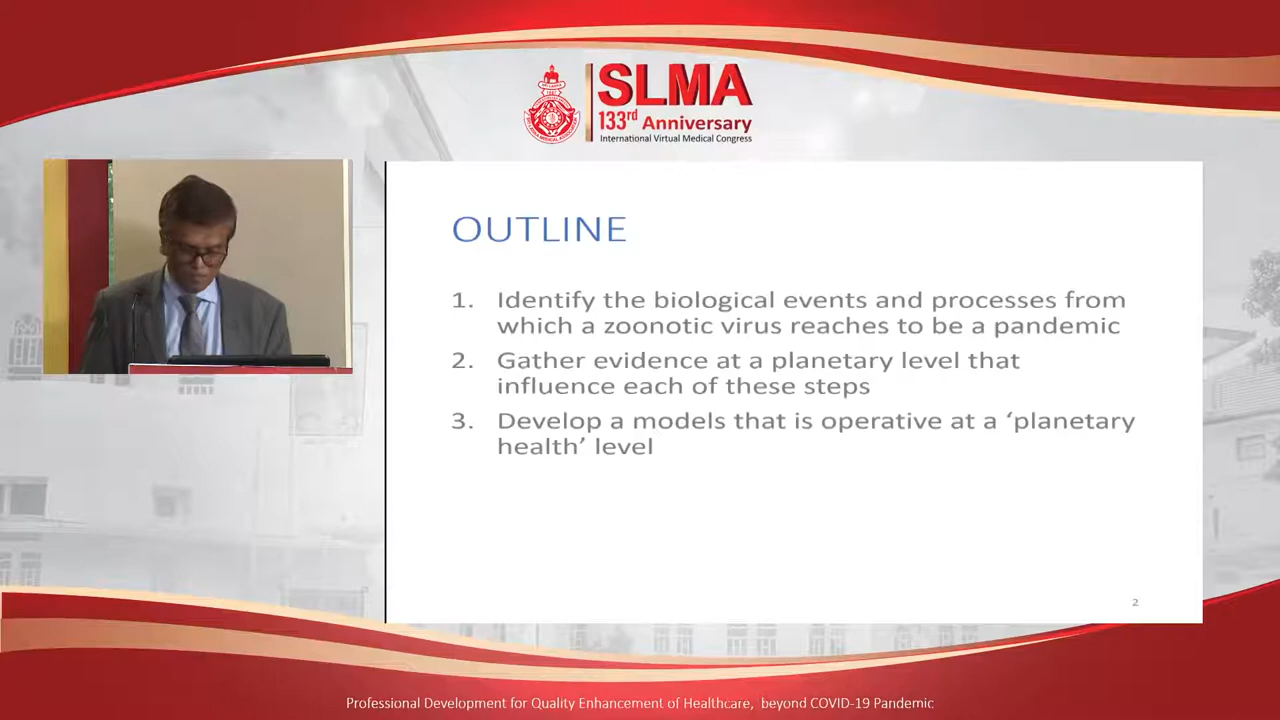 SLMA
133rd Anniversary
International Virtual Medical Congress
OUTLINE
1. Identify the biological events and processes from
which a zoonotic virus reaches to be a pandemic
2. Gather evidence at a planetary level that
influence each of these steps
3. Develop a models that is operative at a ‘planetary
health’ level
2
Professional Development for Quality Enhancement of Healthcare, beyond COVID-19 Pandemic